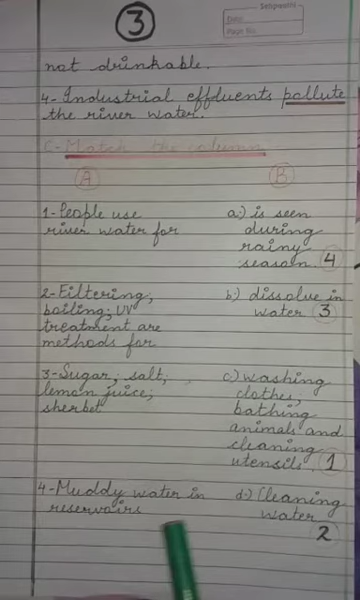 3
Date
Page No.
not drinkable.
4-Industrial effluents pollute
the river water.
C-Match the column
A
B
1-People use
river water for
a) is seen
during
rainy
season. 4
2-Filtering,
boiling; UV
treatment are
methods for
b) dissolve in
water 3
3-Sugar, salt,
lemon juice;
sherbet
c) washing
clothes,
bathing
animals and
cleaning
utensils. 1
4-Muddy water in
reservoirs
d) Cleaning
water
2